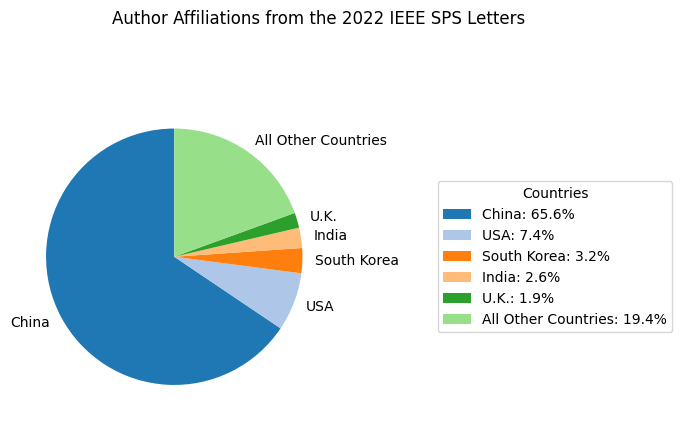 Author Affiliations from the 2022 IEEE SPS Letters
All Other Countries
U.K.
India
South Korea
USA
China
Countries
China: 65.6%
USA: 7.4%
South Korea: 3.2%
India: 2.6%
U.K.: 1.9%
All Other Countries: 19.4%